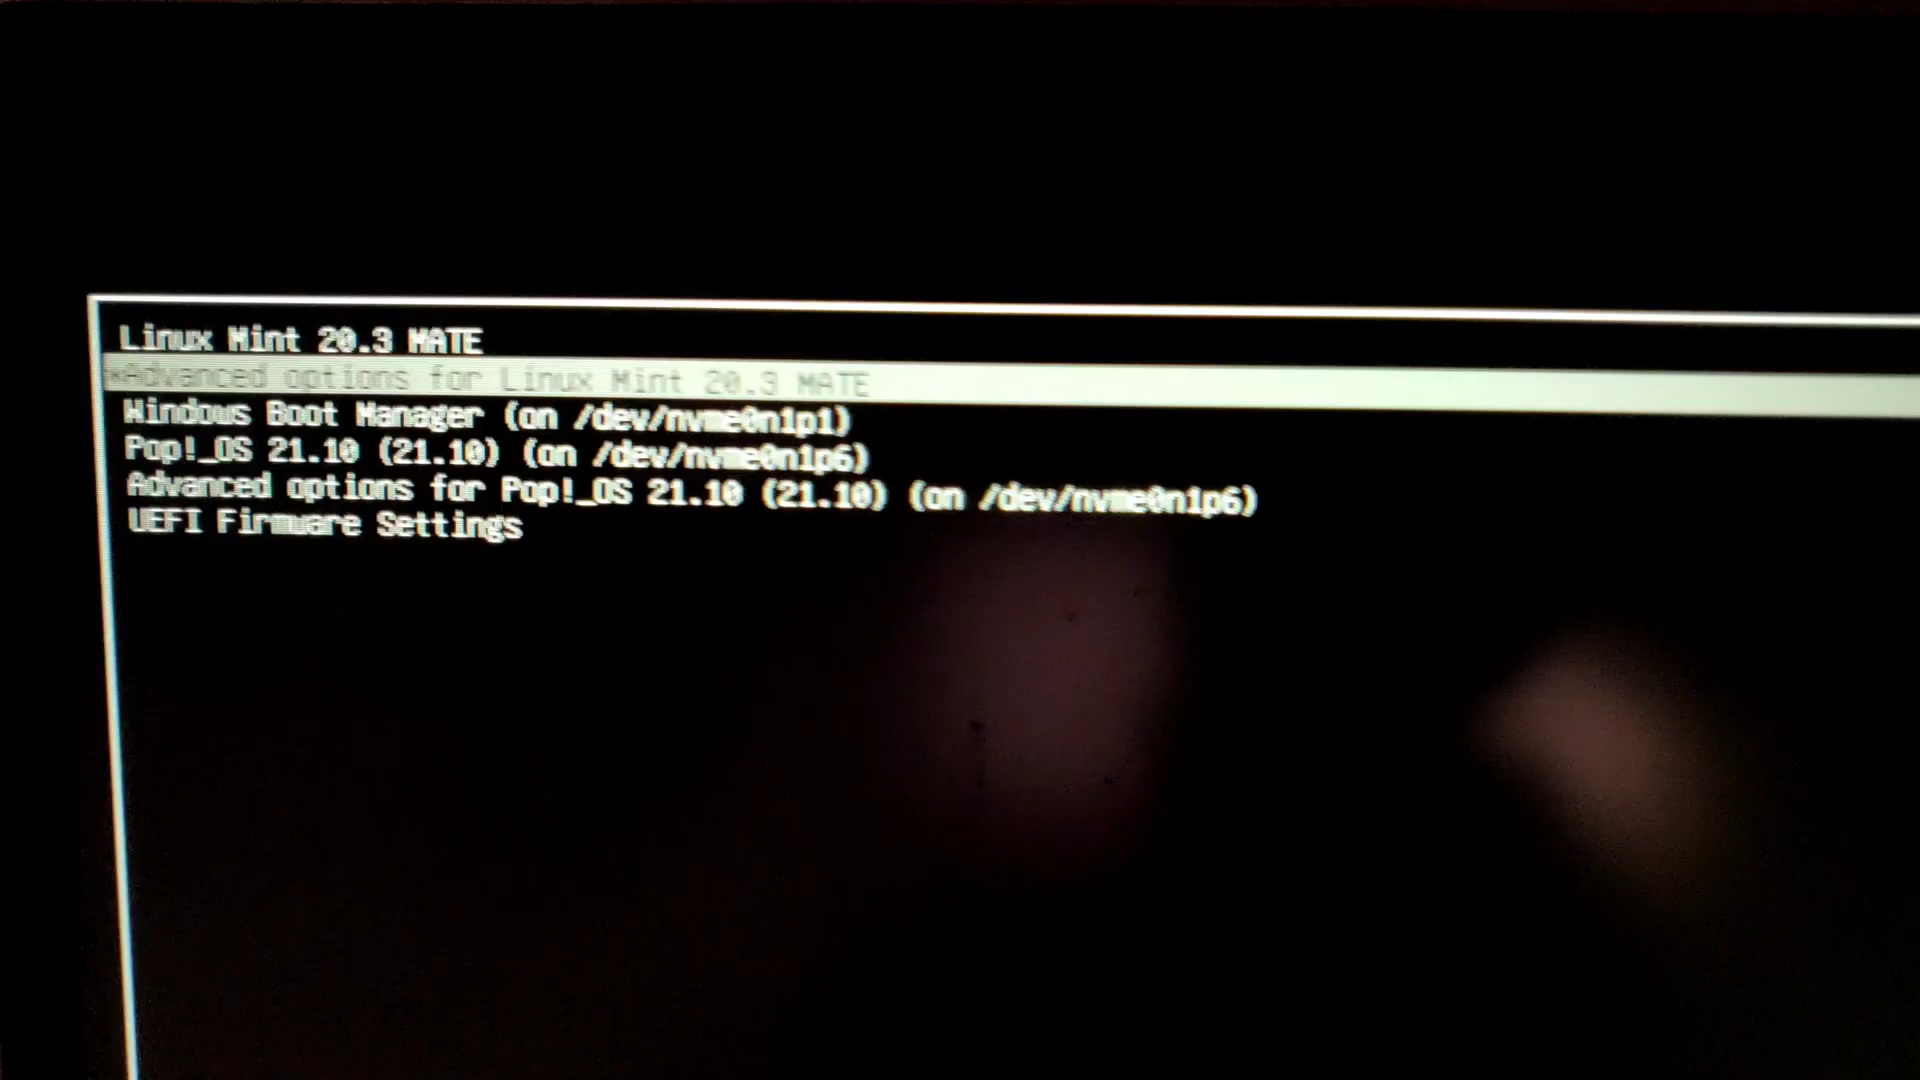 Linux Mint 20.3 MATE
*Advanced options for Linux Mint 20.3 MATE
Windows Boot Manager (on /dev/nvme0n1p1)
Pop!_OS 21.10 (21.10) (on /dev/nvme0n1p6)
Advanced options for Pop!_OS 21.10 (21.10) (on /dev/nvme0n1p6)
UEFI Firmware Settings